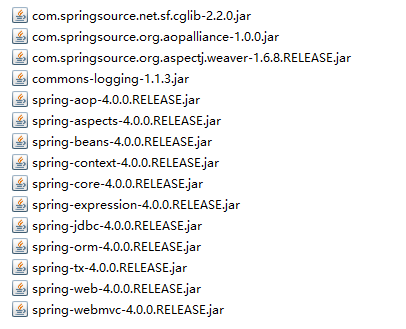 com.springsource.net.sf.cglib-2.2.0.jar
com.springsource.org.aopalliance-1.0.0.jar
com.springsource.org.aspectj.weaver-1.6.8.RELEASE.jar
commons-logging-1.1.3.jar
spring-aop-4.0.0.RELEASE.jar
spring-aspects-4.0.0.RELEASE.jar
spring-beans-4.0.0.RELEASE.jar
spring-context-4.0.0.RELEASE.jar
spring-core-4.0.0.RELEASE.jar
spring-expression-4.0.0.RELEASE.jar
spring-jdbc-4.0.0.RELEASE.jar
spring-orm-4.0.0.RELEASE.jar
spring-tx-4.0.0.RELEASE.jar
spring-web-4.0.0.RELEASE.jar
spring-webmvc-4.0.0.RELEASE.jar